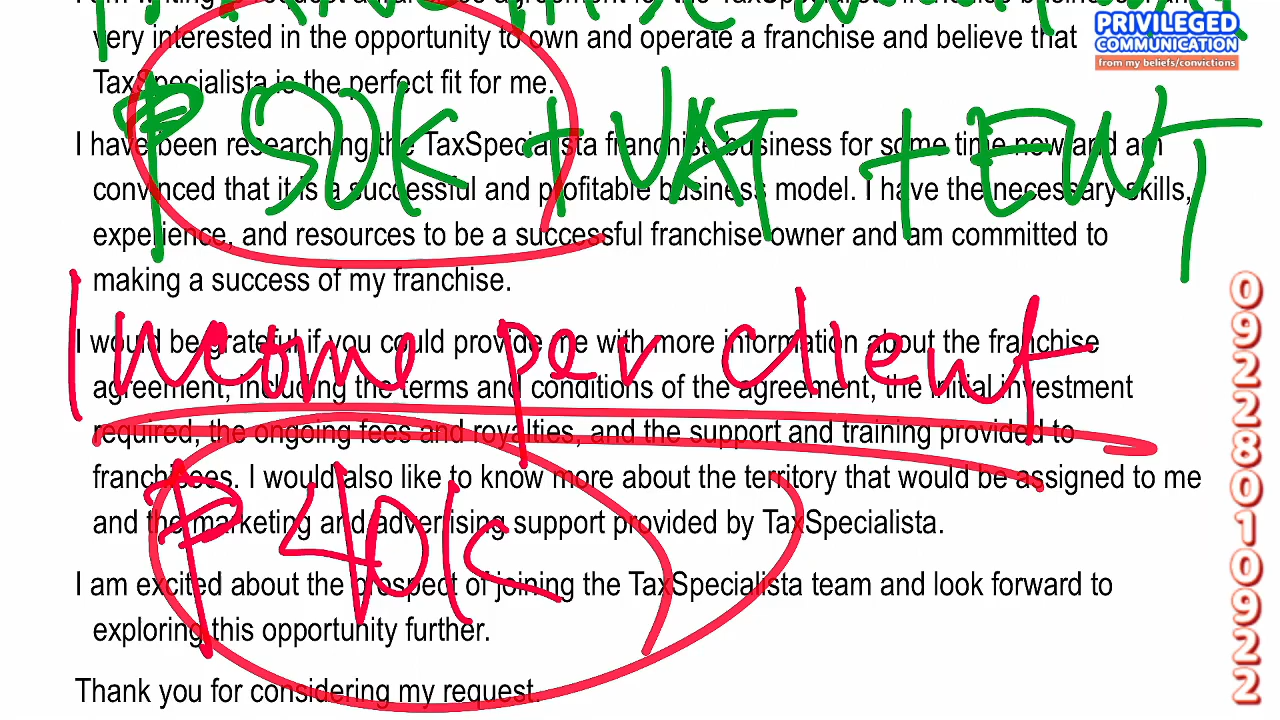 very interested in the opportunity to own and operate a franchise and believe that
TaxSpecialista is the perfect fit for me.
₱ 50K + VAT + EWT
I have been researching the TaxSpecialista franchise business for some time now and am
convinced that it is a successful and profitable business model. I have the necessary skills,
experience, and resources to be a successful franchise owner and am committed to
making a success of my franchise.
Income per client
I would be grateful if you could provide me with more information about the franchise
agreement, including the terms and conditions of the agreement, the initial investment
required, the ongoing fees and royalties, and the support and training provided to
franchisees. I would also like to know more about the territory that would be assigned to me
₱ 40K
and the marketing and advertising support provided by TaxSpecialista.
I am excited about the prospect of joining the TaxSpecialista team and look forward to
exploring this opportunity further.
Thank you for considering my request.
PRIVILEGED
COMMUNICATION
from my beliefs/convictions
09228010922